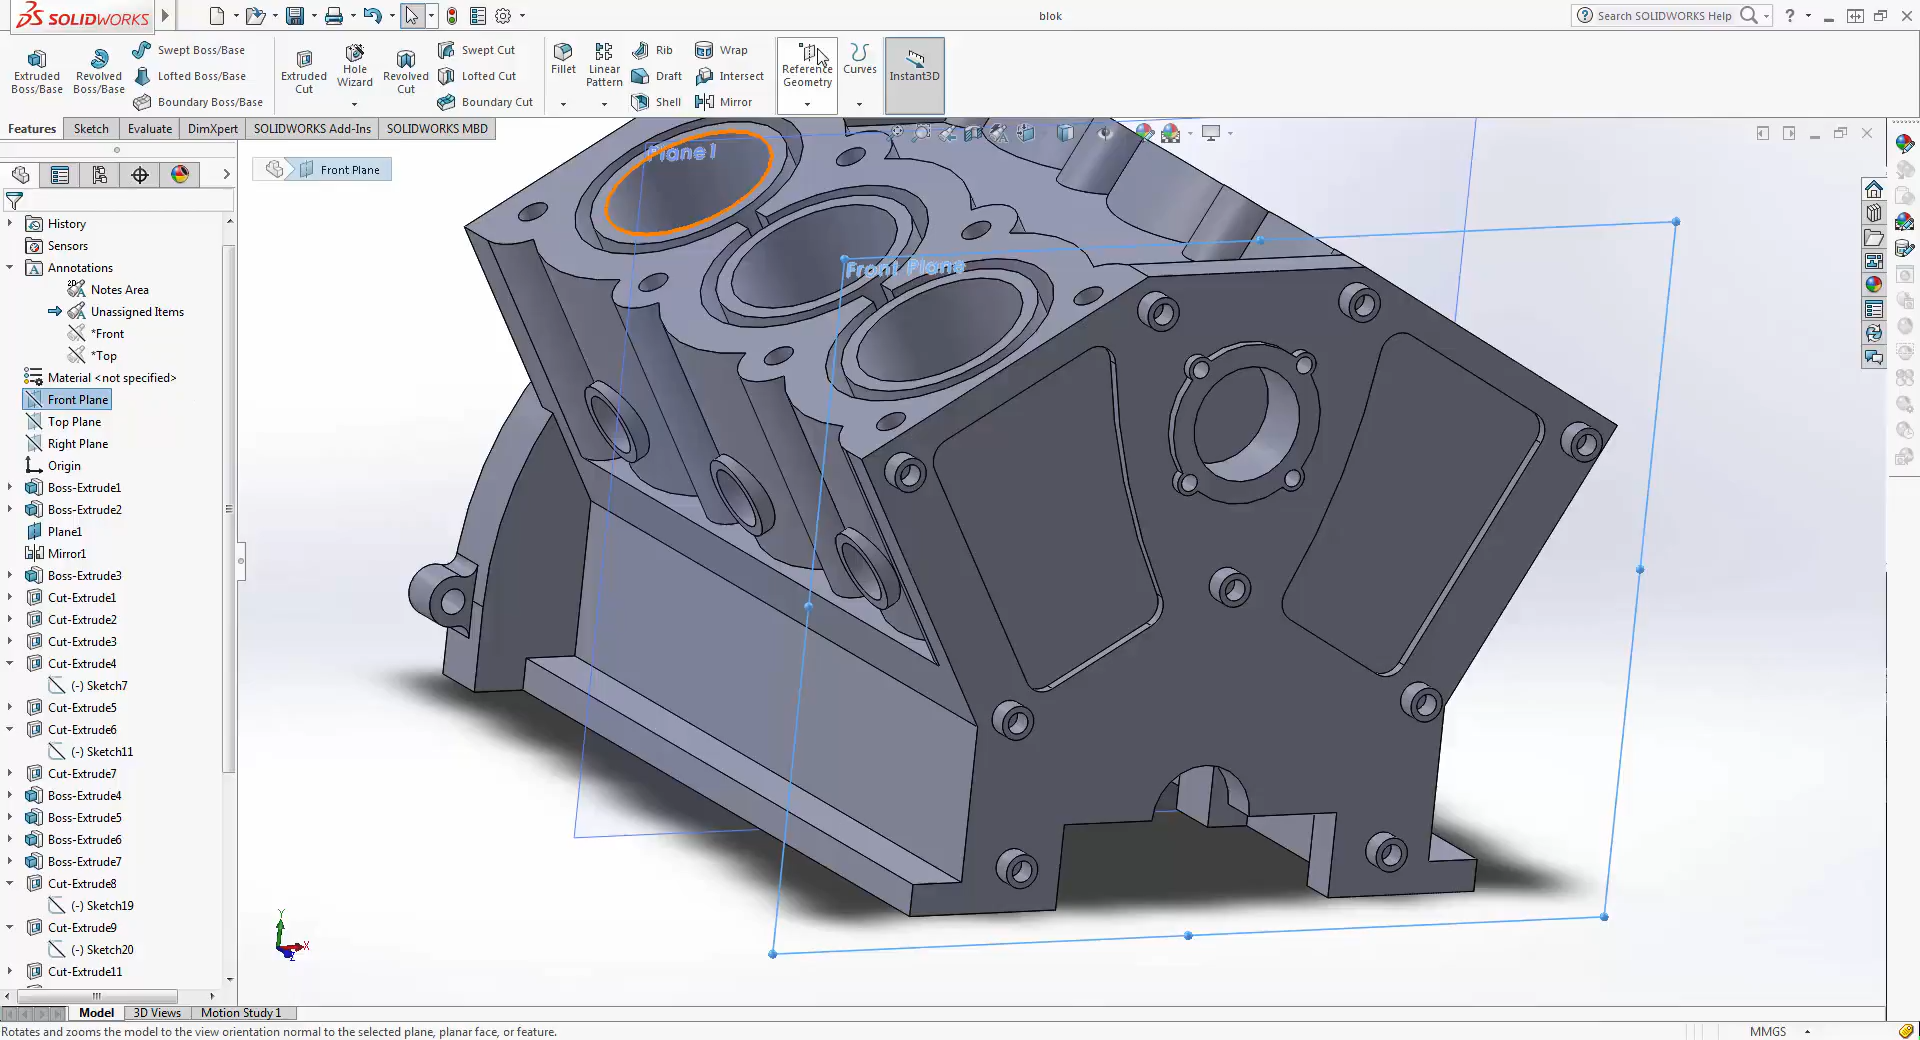 SOLIDWORKS
blok
Search SOLIDWORKS Help
?
Extruded Boss/Base
Revolved Boss/Base
Swept Boss/Base
Lofted Boss/Base
Boundary Boss/Base
Extruded Cut
Hole Wizard
Revolved Cut
Swept Cut
Lofted Cut
Boundary Cut
Fillet
Linear Pattern
Rib
Draft
Shell
Wrap
Intersect
Mirror
Reference Geometry
Curves
Instant3D
Features
Sketch
Evaluate
DimXpert
SOLIDWORKS Add-Ins
SOLIDWORKS MBD
Front Plane
Plane1
Front Plane
History
Sensors
Annotations
Notes Area
Unassigned Items
*Front
*Top
Material <not specified>
Front Plane
Top Plane
Right Plane
Origin
Boss-Extrude1
Boss-Extrude2
Plane1
Mirror1
Boss-Extrude3
Cut-Extrude1
Cut-Extrude2
Cut-Extrude3
Cut-Extrude4
(-) Sketch7
Cut-Extrude5
Cut-Extrude6
(-) Sketch11
Cut-Extrude7
Boss-Extrude4
Boss-Extrude5
Boss-Extrude6
Boss-Extrude7
Cut-Extrude8
(-) Sketch19
Cut-Extrude9
(-) Sketch20
Cut-Extrude11
Y
X
Z
Model
3D Views
Motion Study 1
Rotates and zooms the model to the view orientation normal to the selected plane, planar face, or feature.
MMGS